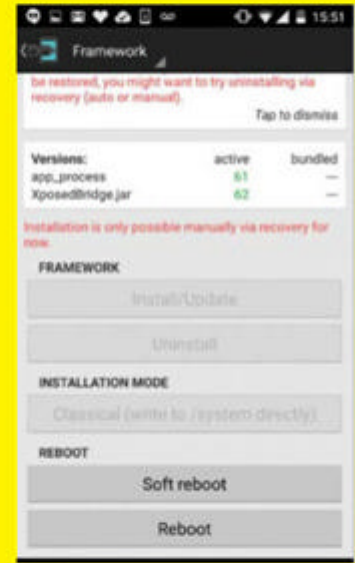 15:51
Framework
be restored, you might want to try uninstalling via
recovery (auto or manual).
Tap to dismiss
Versions: active bundled
app_process 61 —
XposedBridge.jar 62 —
Installation is only possible manually via recovery for
now.
FRAMEWORK
Install/Update
Uninstall
INSTALLATION MODE
Classical (write to /system directly)
REBOOT
Soft reboot
Reboot